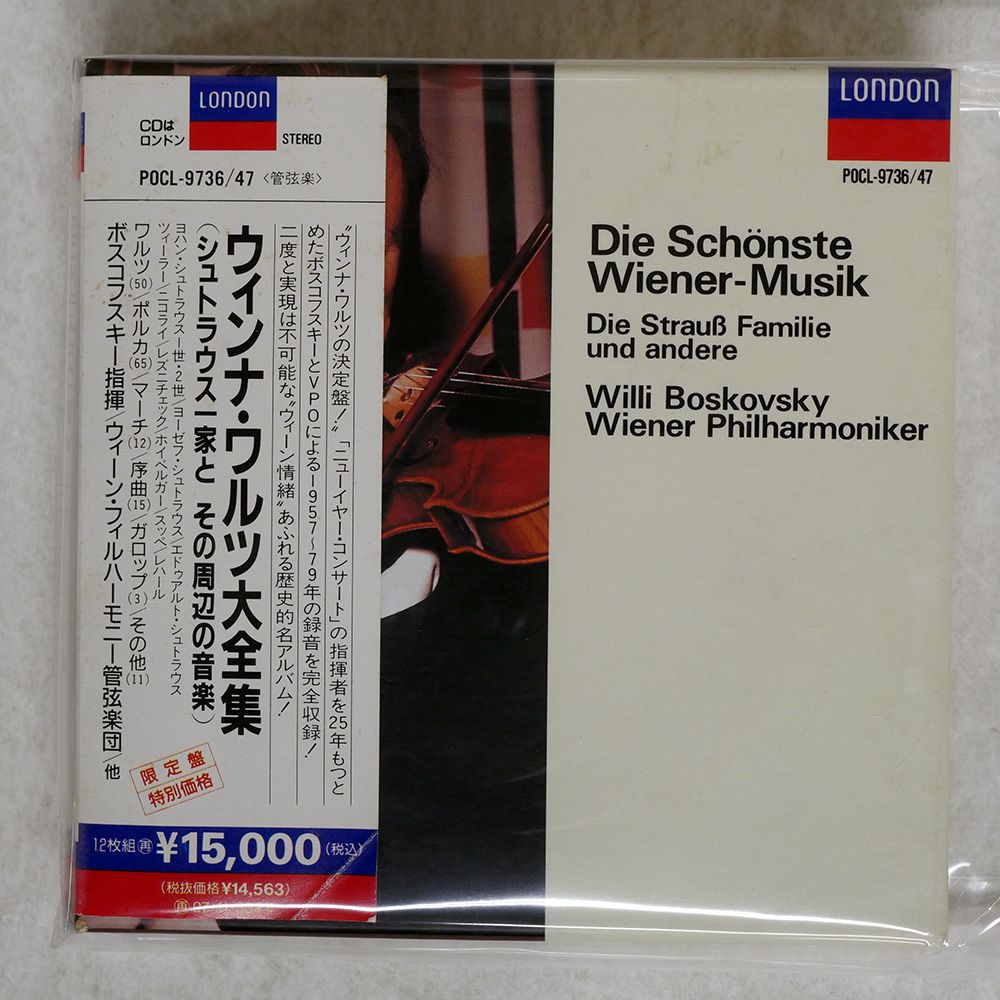 LONDON
CDは
ロンドン
STEREO
POCL-9736/47〈管弦楽〉
"ウィンナ・ワルツの決定盤!" 「ニューイヤー・コンサート」の指揮者を25年もつと
めたボスコフスキーとVPOによる1957〜79年の録音を完全収録!
二度と実現は不可能な"ウィーン情緒"あふれる歴史的名アルバム!
ウィンナ・ワルツ大全集
(シュトラウス一家と その周辺の音楽)
ヨハン・シュトラウス1世・2世/ヨーゼフ・シュトラウス/エドゥアルト・シュトラウス
ツィーラー/ニコライ/レズニチェック/ホイベルガー/スッペ/レハール
ワルツ(50)/ポルカ(65)/マーチ(12)/序曲(15)/ガロップ(3)/その他(11)
ボスコフスキー指揮/ウィーン・フィルハーモニー管弦楽団/他
限定盤
特別価格
12枚組 再 ¥15,000(税込)
(税抜価格¥14,563)
LONDON
POCL-9736/47
Die Schönste
Wiener-Musik
Die Strauß Familie
und andere
Willi Boskovsky
Wiener Philharmoniker